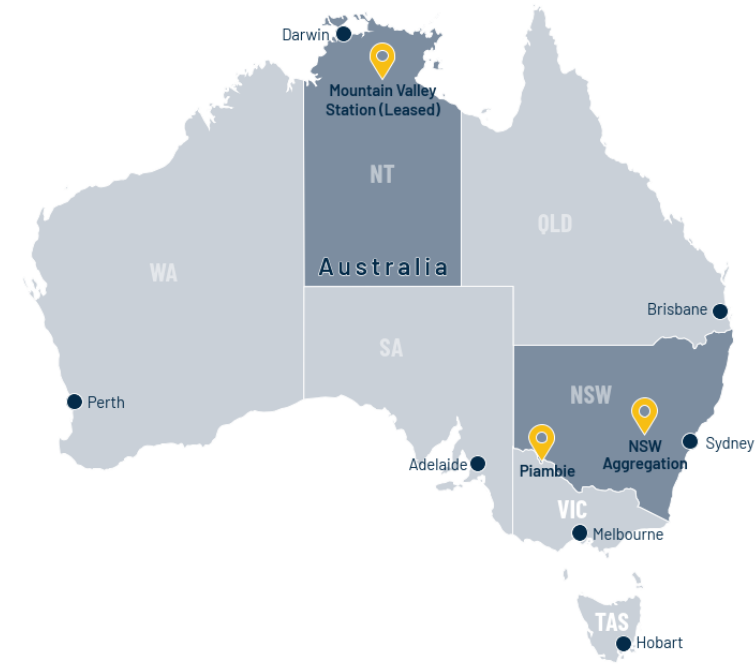 Darwin
Mountain Valley
Station (Leased)
NT
QLD
WA
Australia
Brisbane
SA
NSW
Perth
Sydney
NSW
Aggregation
Adelaide
Piambie
VIC
Melbourne
TAS
Hobart